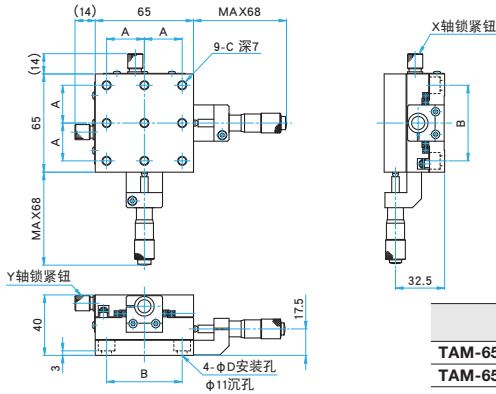 (14)
65
MAX68
A
A
9-C 深7
X轴锁紧钮
(14)
65
A
A
B
MAX68
32.5
Y轴锁紧钮
40
3
17.5
B
4-φD安装孔
φ11沉孔
TAM-65
TAM-65